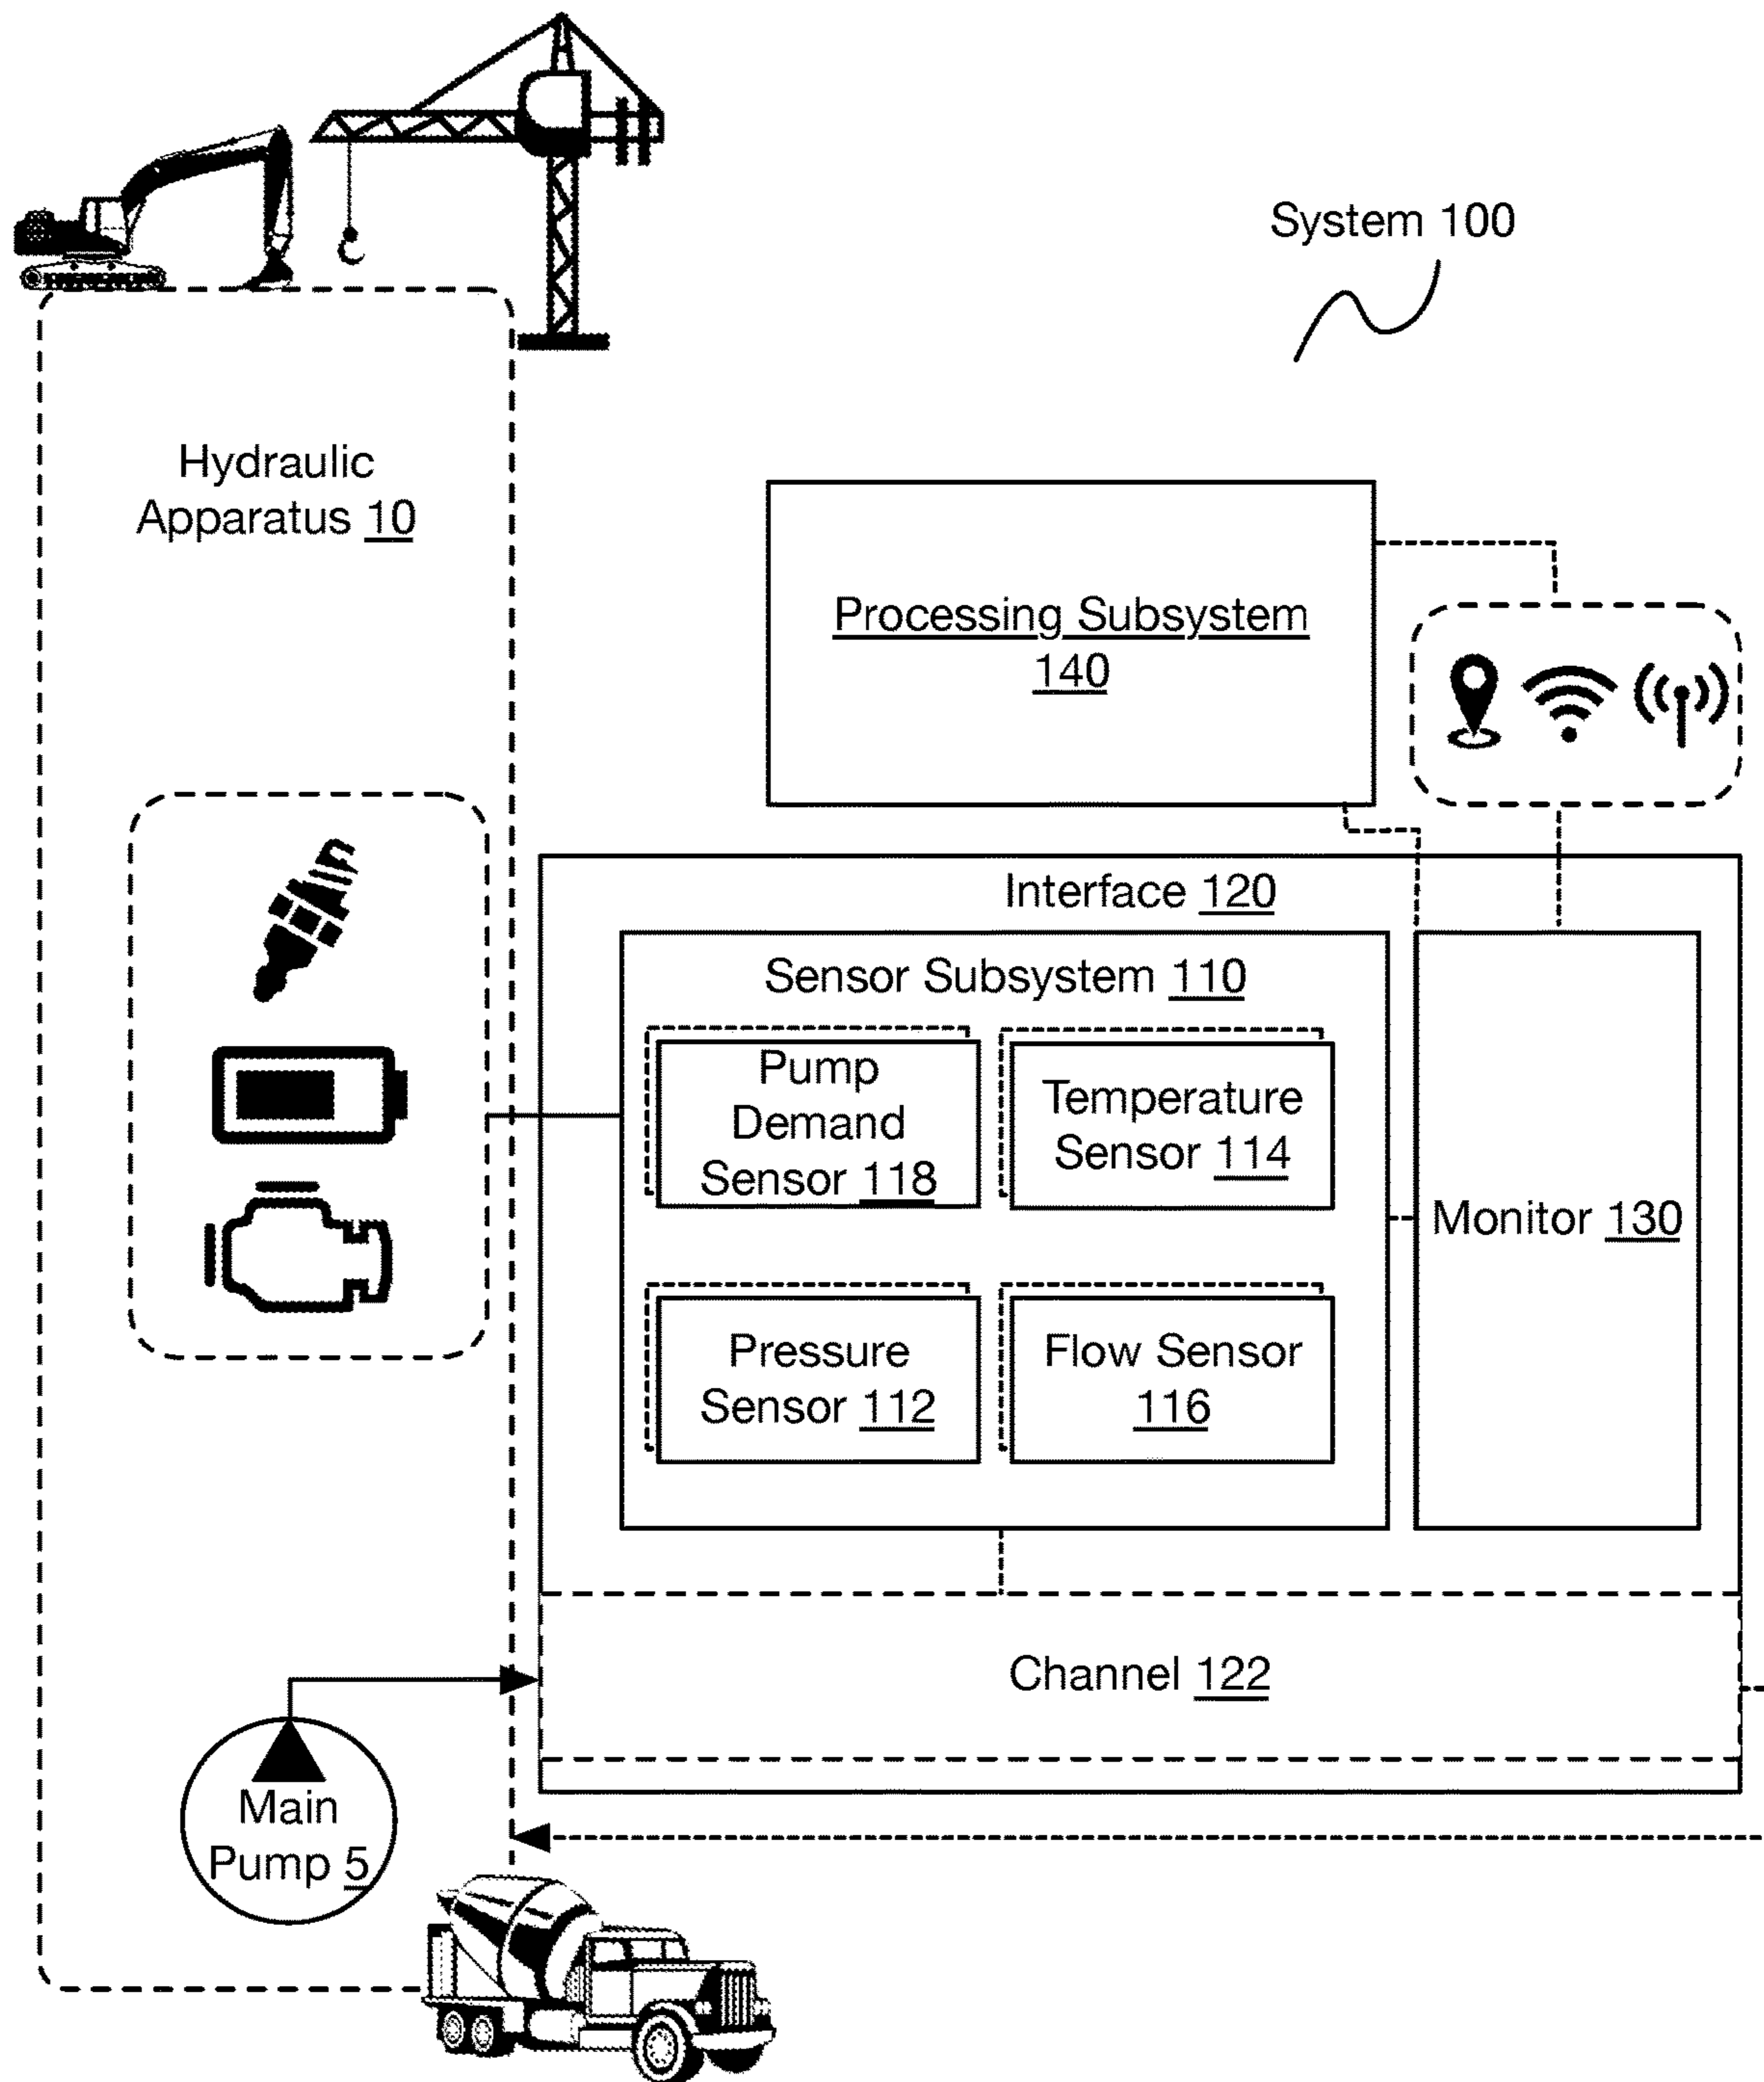 System 100
Hydraulic
Apparatus 10
Processing Subsystem
140
Interface 120
Sensor Subsystem 110
Pump
Demand
Sensor 118
Temperature
Sensor 114
Monitor 130
Pressure
Sensor 112
Flow Sensor
116
Channel 122
Main
Pump 5